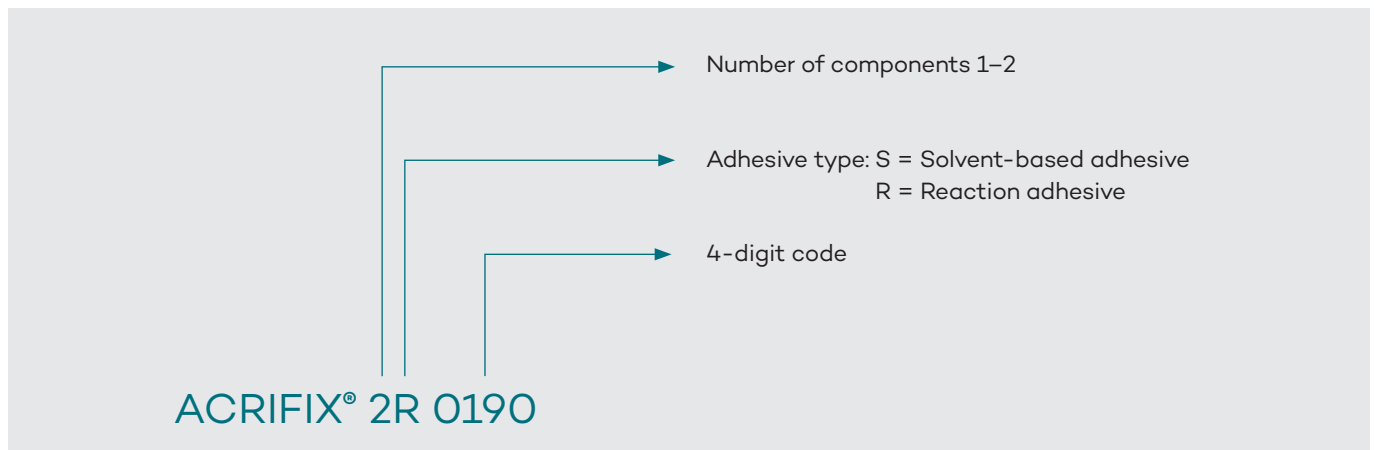 Number of components 1–2
Adhesive type: S = Solvent-based adhesive
R = Reaction adhesive
4-digit code
ACRIFIX® 2R 0190